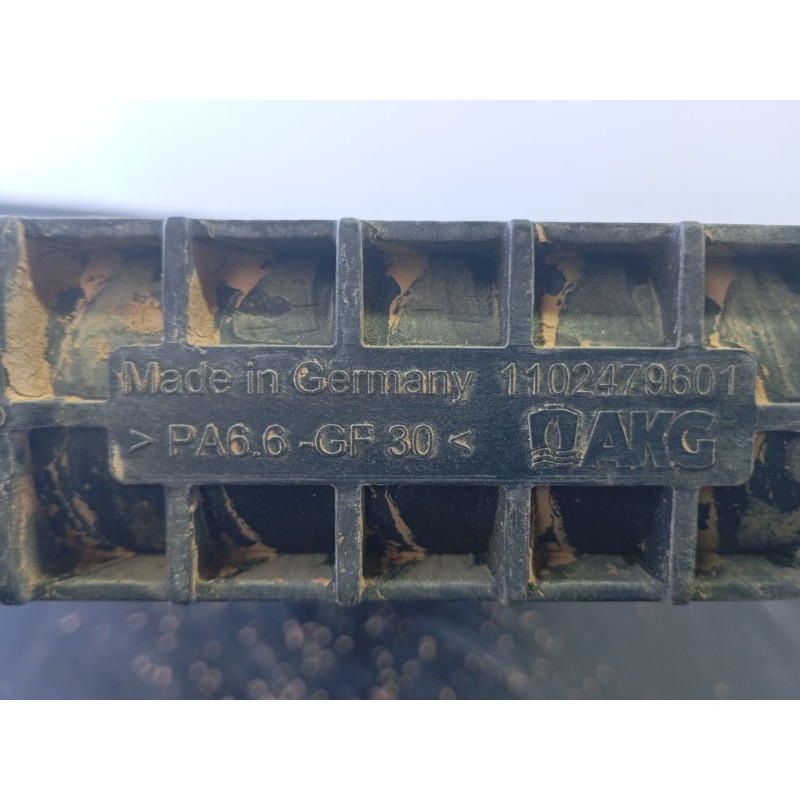 Made in Germany 1102479601
> PA6.6 -GF 30 < AKG